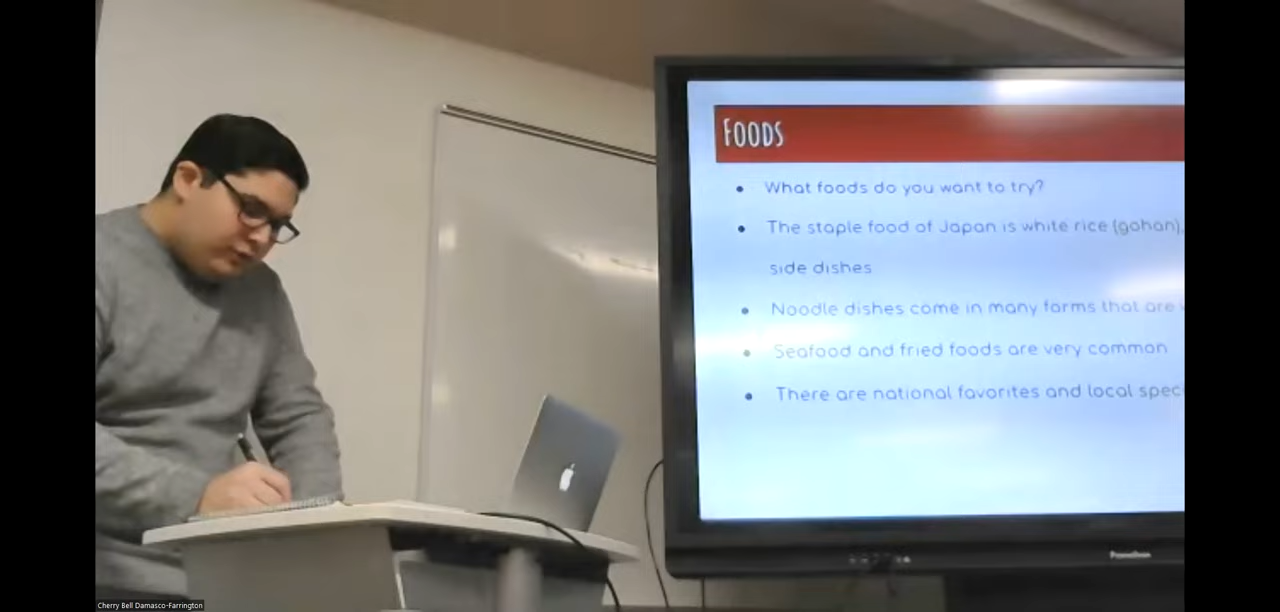 Foods
What foods do you want to try?
The staple food of Japan is white rice (gohan),
side dishes
Noodle dishes come in many forms that are
Seafood and fried foods are very common
There are national favorites and local spec
Promethean
Cherry Bell Damasco-Farrington